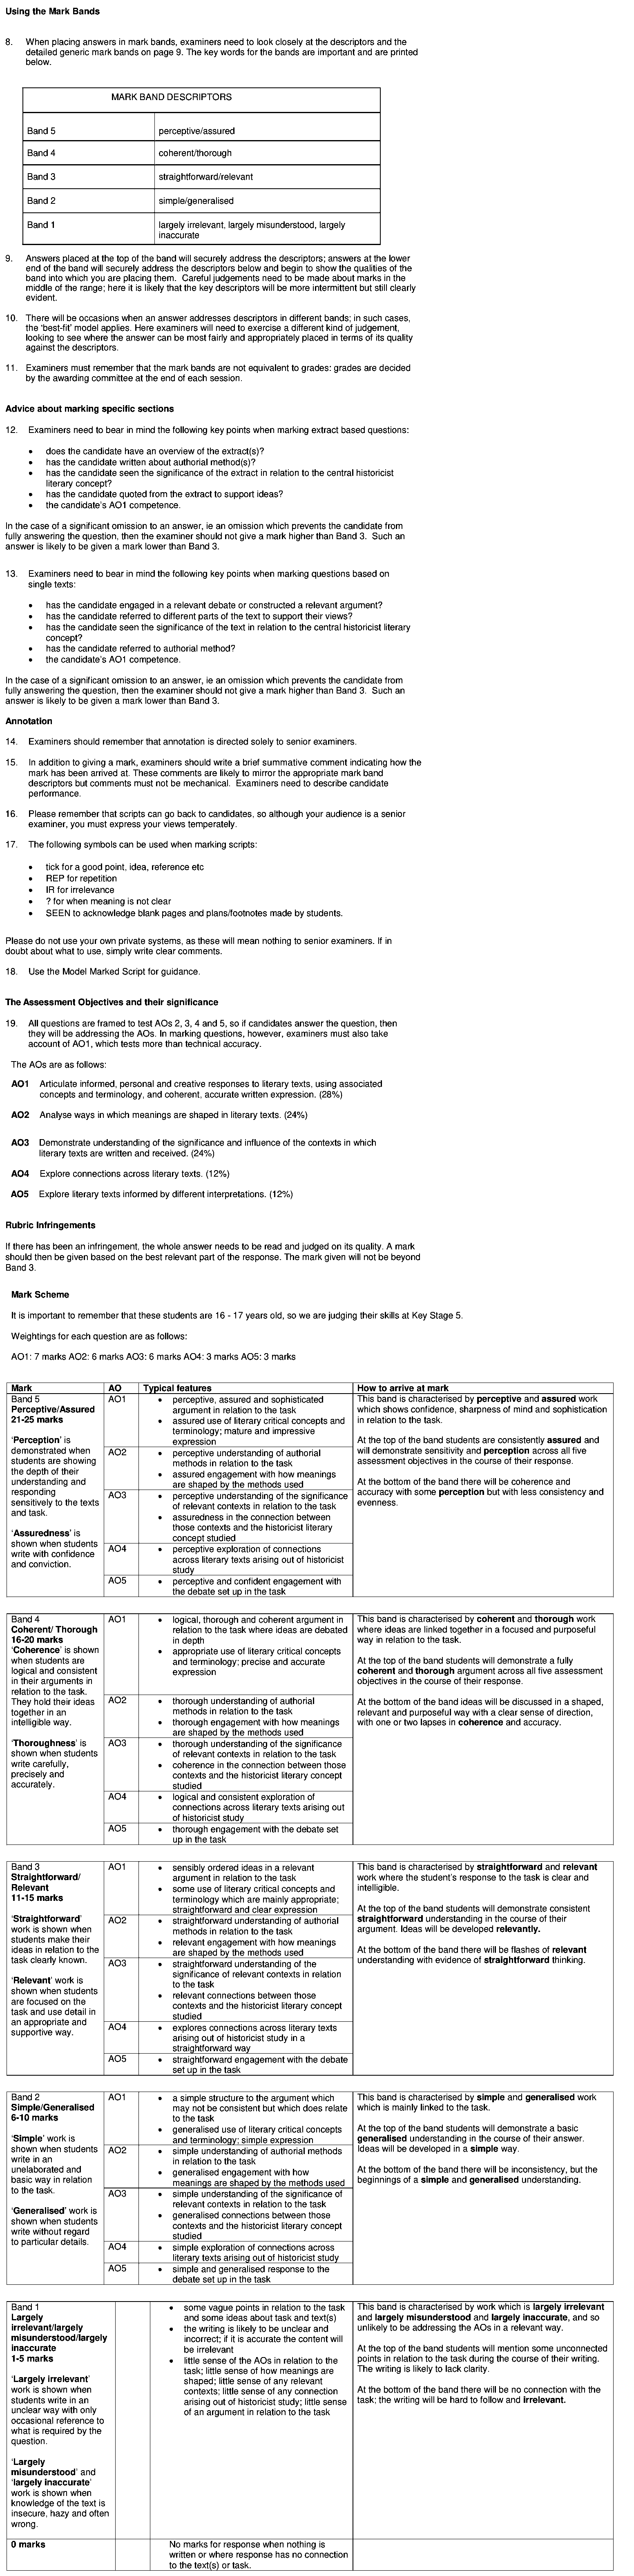 Using the Mark Bands
8. When placing answers in mark bands, examiners need to look closely at the descriptors and the
detailed generic mark bands on page 9. The key words for the bands are important and are printed
below.
MARK BAND DESCRIPTORS
Band 5 perceptive/assured
Band 4 coherent/thorough
Band 3 straightforward/relevant
Band 2 simple/generalised
Band 1 largely irrelevant, largely misunderstood, largely
inaccurate
9. Answers placed at the top of the band will securely address the descriptors; answers at the lower
end of the band will securely address the descriptors below and begin to show the qualities of the
band into which you are placing them. Careful judgements need to be made about marks in the
middle of the range; here it is likely that the key descriptors will be more intermittent but still clearly
evident.
10. There will be occasions when an answer addresses descriptors in different bands; in such cases,
the 'best-fit' model applies. Here examiners will need to exercise a different kind of judgement,
looking to see where the answer can be most fairly and appropriately placed in terms of its quality
against the descriptors.
11. Examiners must remember that the mark bands are not equivalent to grades: grades are decided
by the awarding committee at the end of each session.
Advice about marking specific sections
12. Examiners need to bear in mind the following key points when marking extract based questions:
• does the candidate have an overview of the extract(s)?
• has the candidate written about authorial method(s)?
• has the candidate seen the significance of the extract in relation to the central historicist
literary concept?
• has the candidate quoted from the extract to support ideas?
• the candidate's AO1 competence.
In the case of a significant omission to an answer, ie an omission which prevents the candidate from
fully answering the question, then the examiner should not give a mark higher than Band 3. Such an
answer is likely to be given a mark lower than Band 3.
13. Examiners need to bear in mind the following key points when marking questions based on
single texts:
• has the candidate engaged in a relevant debate or constructed a relevant argument?
• has the candidate referred to different parts of the text to support their views?
• has the candidate seen the significance of the text in relation to the central historicist literary
concept?
• has the candidate referred to authorial method?
• the candidate's AO1 competence.
In the case of a significant omission to an answer, ie an omission which prevents the candidate from
fully answering the question, then the examiner should not give a mark higher than Band 3. Such an
answer is likely to be given a mark lower than Band 3.
Annotation
14. Examiners should remember that annotation is directed solely to senior examiners.
15. In addition to giving a mark, examiners should write a brief summative comment indicating how the
mark has been arrived at. These comments are likely to mirror the appropriate mark band
descriptors but comments must not be mechanical. Examiners need to describe candidate
performance.
16. Please remember that scripts can go back to candidates, so although your audience is a senior
examiner, you must express your views temperately.
17. The following symbols can be used when marking scripts:
• tick for a good point, idea, reference etc
• REP for repetition
• IR for irrelevance
• ? for when meaning is not clear
• SEEN to acknowledge blank pages and plans/footnotes made by students.
Please do not use your own private systems, as these will mean nothing to senior examiners. If in
doubt about what to use, simply write clear comments.
18. Use the Model Marked Script for guidance.
The Assessment Objectives and their significance
19. All questions are framed to test AOs 2, 3, 4 and 5, so if candidates answer the question, then
they will be addressing the AOs. In marking questions, however, examiners must also take
account of AO1, which tests more than technical accuracy.
The AOs are as follows:
AO1 Articulate informed, personal and creative responses to literary texts, using associated
concepts and terminology, and coherent, accurate written expression. (28%)
AO2 Analyse ways in which meanings are shaped in literary texts. (24%)
AO3 Demonstrate understanding of the significance and influence of the contexts in which
literary texts are written and received. (24%)
AO4 Explore connections across literary texts. (12%)
AO5 Explore literary texts informed by different interpretations. (12%)
Rubric Infringements
If there has been an infringement, the whole answer needs to be read and judged on its quality. A mark
should then be given based on the best relevant part of the response. The mark given will not be beyond
Band 3.
Mark Scheme
It is important to remember that these students are 16 - 17 years old, so we are judging their skills at Key Stage 5.
Weightings for each question are as follows:
AO1: 7 marks AO2: 6 marks AO3: 6 marks AO4: 3 marks AO5: 3 marks
Mark AO Typical features How to arrive at mark
Band 5
Perceptive/Assured
21-25 marks
'Perception' is
demonstrated when
students are showing
the depth of their
understanding and
responding
sensitively to the texts
and task.
'Assuredness' is
shown when students
write with confidence
and conviction.
AO1
• perceptive, assured and sophisticated
argument in relation to the task
• assured use of literary critical concepts and
terminology; mature and impressive
expression
AO2
• perceptive understanding of authorial
methods in relation to the task
• assured engagement with how meanings
are shaped by the methods used
AO3
• perceptive understanding of the significance
of relevant contexts in relation to the task
• assuredness in the connection between
those contexts and the historicist literary
concept studied
AO4
• perceptive exploration of connections
across literary texts arising out of historicist
study
AO5
• perceptive and confident engagement with
the debate set up in the task
This band is characterised by perceptive and assured work
which shows confidence, sharpness of mind and sophistication
in relation to the task.
At the top of the band students are consistently assured and
will demonstrate sensitivity and perception across all five
assessment objectives in the course of their response.
At the bottom of the band there will be coherence and
accuracy with some perception but with less consistency and
evenness.
Band 4
Coherent/ Thorough
16-20 marks
'Coherence' is shown
when students are
logical and consistent
in their arguments in
relation to the task.
They hold their ideas
together in an
intelligible way.
'Thoroughness' is
shown when students
write carefully,
precisely and
accurately.
AO1
• logical, thorough and coherent argument in
relation to the task where ideas are debated
in depth
• appropriate use of literary critical concepts
and terminology; precise and accurate
expression
AO2
• thorough understanding of authorial
methods in relation to the task
• thorough engagement with how meanings
are shaped by the methods used
AO3
• thorough understanding of the significance
of relevant contexts in relation to the task
• coherence in the connection between those
contexts and the historicist literary concept
studied
AO4
• logical and consistent exploration of
connections across literary texts arising out
of historicist study
AO5
• thorough engagement with the debate set
up in the task
This band is characterised by coherent and thorough work
where ideas are linked together in a focused and purposeful
way in relation to the task.
At the top of the band students will demonstrate a fully
coherent and thorough argument across all five assessment
objectives in the course of their response.
At the bottom of the band ideas will be discussed in a shaped,
relevant and purposeful way with a clear sense of direction,
with one or two lapses in coherence and accuracy.
Band 3
Straightforward/
Relevant
11-15 marks
'Straightforward'
work is shown when
students make their
ideas in relation to the
task clearly known.
'Relevant' work is
shown when students
are focused on the
task and use detail in
an appropriate and
supportive way.
AO1
• sensibly ordered ideas in a relevant
argument in relation to the task
• some use of literary critical concepts and
terminology which are mainly appropriate;
straightforward and clear expression
AO2
• straightforward understanding of authorial
methods in relation to the task
• relevant engagement with how meanings
are shaped by the methods used
AO3
• straightforward understanding of the
significance of relevant contexts in relation
to the task
• relevant connections between those
contexts and the historicist literary concept
studied
AO4
• explores connections across literary texts
arising out of historicist study in a
straightforward way
AO5
• straightforward engagement with the debate
set up in the task
This band is characterised by straightforward and relevant
work where the student's response to the task is clear and
intelligible.
At the top of the band students will demonstrate consistent
straightforward understanding in the course of their
argument. Ideas will be developed relevantly.
At the bottom of the band there will be flashes of relevant
understanding with evidence of straightforward thinking.
Band 2
Simple/Generalised
6-10 marks
'Simple' work is
shown when students
write in an
unelaborated and
basic way in relation
to the task.
'Generalised' work is
shown when students
write without regard
to particular details.
AO1
• a simple structure to the argument which
may not be consistent but which does relate
to the task
• generalised use of literary critical concepts
and terminology; simple expression
AO2
• simple understanding of authorial methods
in relation to the task
• generalised engagement with how
meanings are shaped by the methods used
AO3
• simple understanding of the significance of
relevant contexts in relation to the task
• generalised connections between those
contexts and the historicist literary concept
studied
AO4
• simple exploration of connections across
literary texts arising out of historicist study
AO5
• simple and generalised response to the
debate set up in the task
This band is characterised by simple and generalised work
which is mainly linked to the task.
At the top of the band students will demonstrate a basic
generalised understanding in the course of their answer.
Ideas will be developed in a simple way.
At the bottom of the band there will be inconsistency, but the
beginnings of a simple and generalised understanding.
Band 1
Largely
irrelevant/largely
misunderstood/largely
inaccurate
1-5 marks
'Largely irrelevant'
work is shown when
students write in an
unclear way with only
occasional reference to
what is required by the
question.
'Largely
misunderstood' and
'largely inaccurate'
work is shown when
knowledge of the text is
insecure, hazy and often
wrong.
• some vague points in relation to the task
and some ideas about task and text(s)
• the writing is likely to be unclear and
incorrect; if it is accurate the content will
be irrelevant
• little sense of the AOs in relation to the
task; little sense of how meanings are
shaped; little sense of any relevant
contexts; little sense of any connection
arising out of historicist study; little sense
of an argument in relation to the task
This band is characterised by work which is largely irrelevant
and largely misunderstood and largely inaccurate, and so
unlikely to be addressing the AOs in a relevant way.
At the top of the band students will mention some unconnected
points in relation to the task during the course of their writing.
The writing is likely to lack clarity.
At the bottom of the band there will be no connection with the
task; the writing will be hard to follow and irrelevant.
0 marks
No marks for response when nothing is
written or where response has no connection
to the text(s) or task.